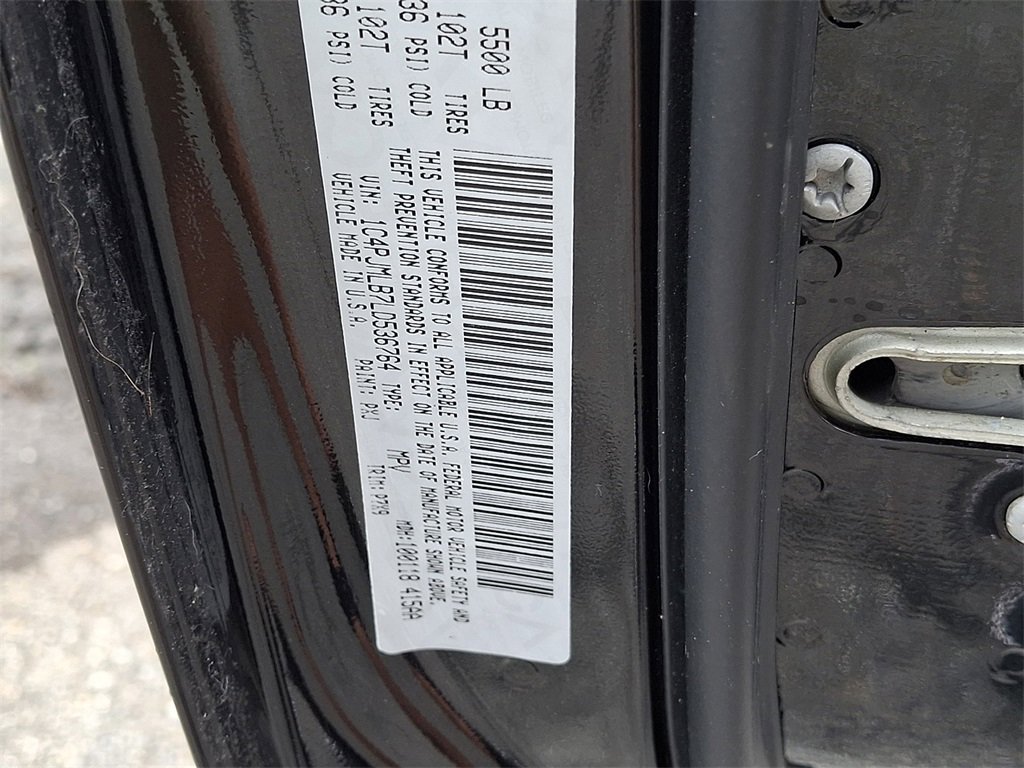 5500 LB
102T TIRES
36 PSI) COLD
102T TIRES
36 PSI) COLD
THIS VEHICLE CONFORMS TO ALL APPLICABLE U.S.A. FEDERAL MOTOR VEHICLE SAFETY AND
THEFT PREVENTION STANDARDS IN EFFECT ON THE DATE OF MANUFACTURE SHOWN ABOVE.
VIN: 1C4PJMLB7LD536764 TYPE: MPV MDH:100118 415AA
VEHICLE MADE IN U.S.A. PAINT: PXJ TRIM: P7X9